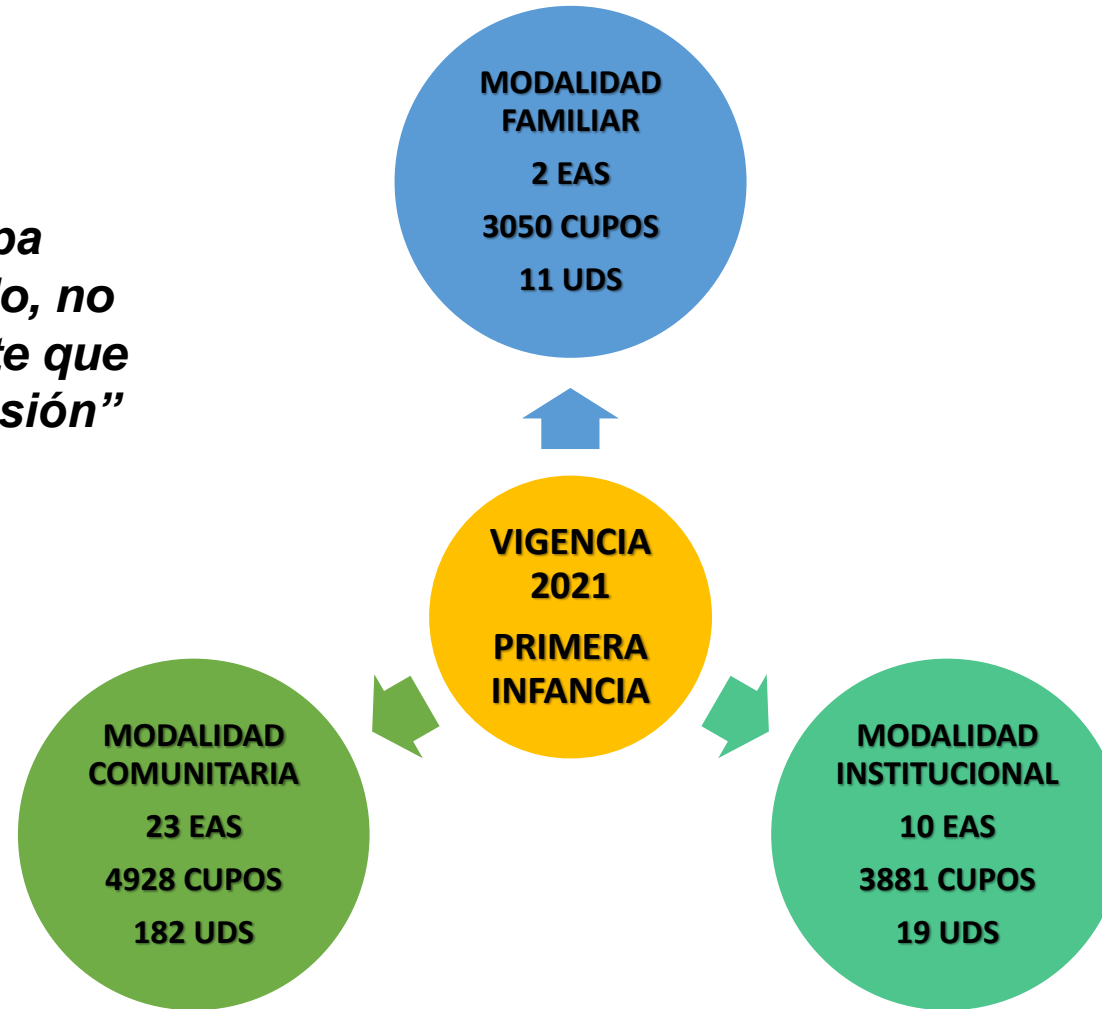 MODALIDAD
FAMILIAR
2 EAS
3050 CUPOS
11 UDS
pa
lo, no
te que
sión”
VIGENCIA
2021
PRIMERA
INFANCIA
MODALIDAD
COMUNITARIA
23 EAS
4928 CUPOS
182 UDS
MODALIDAD
INSTITUCIONAL
10 EAS
3881 CUPOS
19 UDS